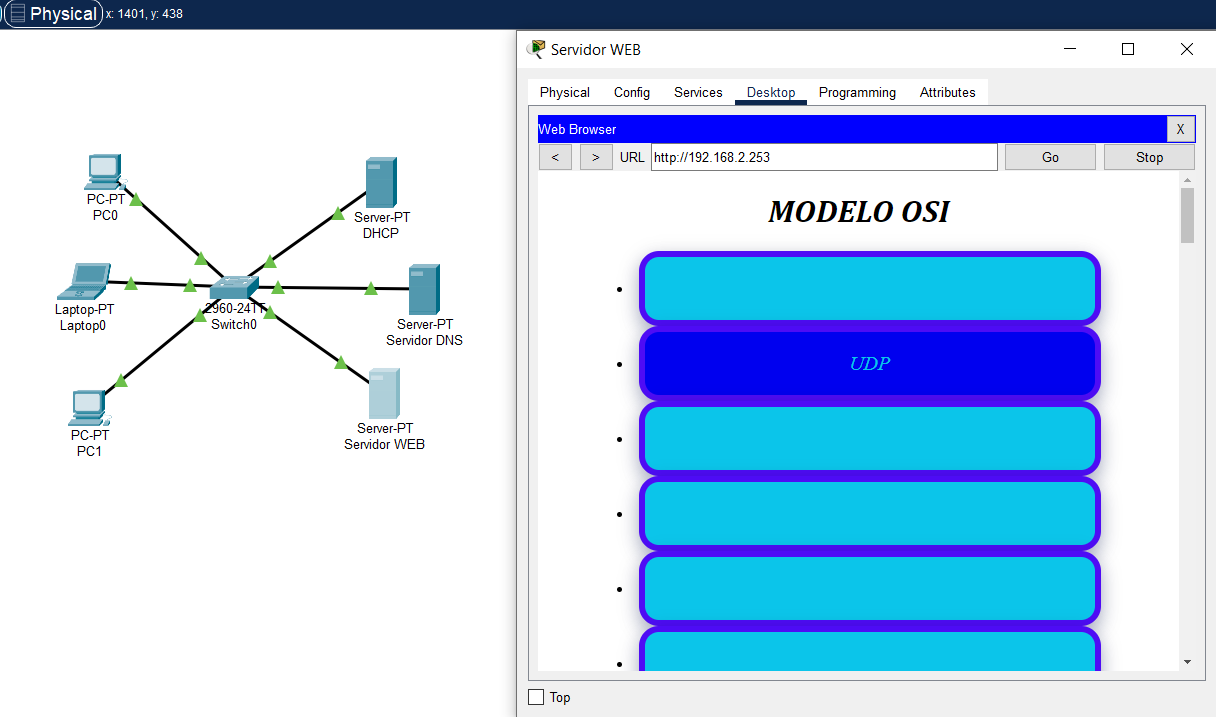 Physical x: 1401, y: 438
PC-PT
PC0
Laptop-PT
Laptop0
PC-PT
PC1
2960-24TT
Switch0
Server-PT
DHCP
Server-PT
Servidor DNS
Server-PT
Servidor WEB
Servidor WEB
Physical Config Services Desktop Programming Attributes
Web Browser X
< > URL http://192.168.2.253 Go Stop
MODELO OSI
UDP
Top